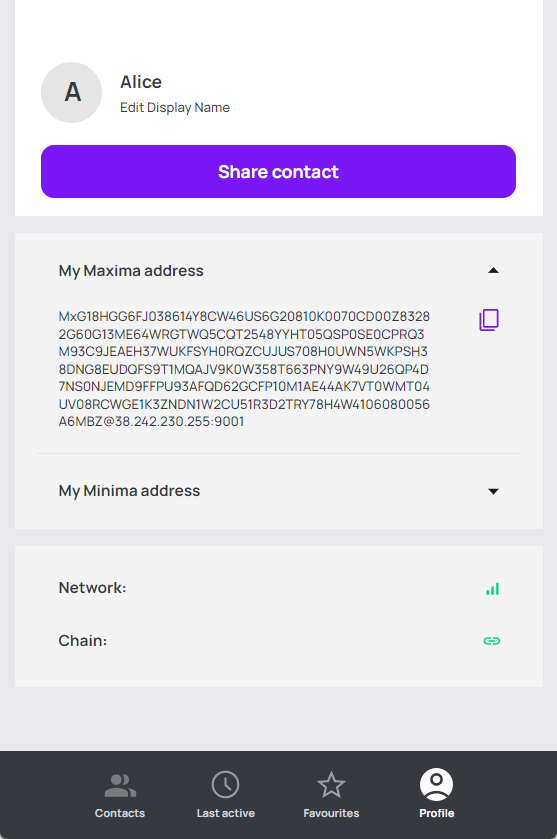 A
Alice
Edit Display Name
Share contact
My Maxima address
MxG18HGG6FJ038614Y8CW46US6G20810K0070CD00Z8328
2G60G13ME64WRGTWQ5CQT2548YYHT05QSP0SE0CPRQ3
M93C9JEAEH37WUKFSYH0RQZCUJUS708H0UWN5WKPSH3
8DNG8EUDQFS9T1MQAJV9K0W358T663PNY9W49U26QP4D
7NS0NJEMD9FFPU93AFQD62GCFP10M1AE44AK7VT0WMT04
UV08RCWGE1K3ZNDN1W2CU51R3D2TRY78H4W4106080056
A6MBZ@38.242.230.255:9001
My Minima address
Network:
Chain:
Contacts
Last active
Favourites
Profile